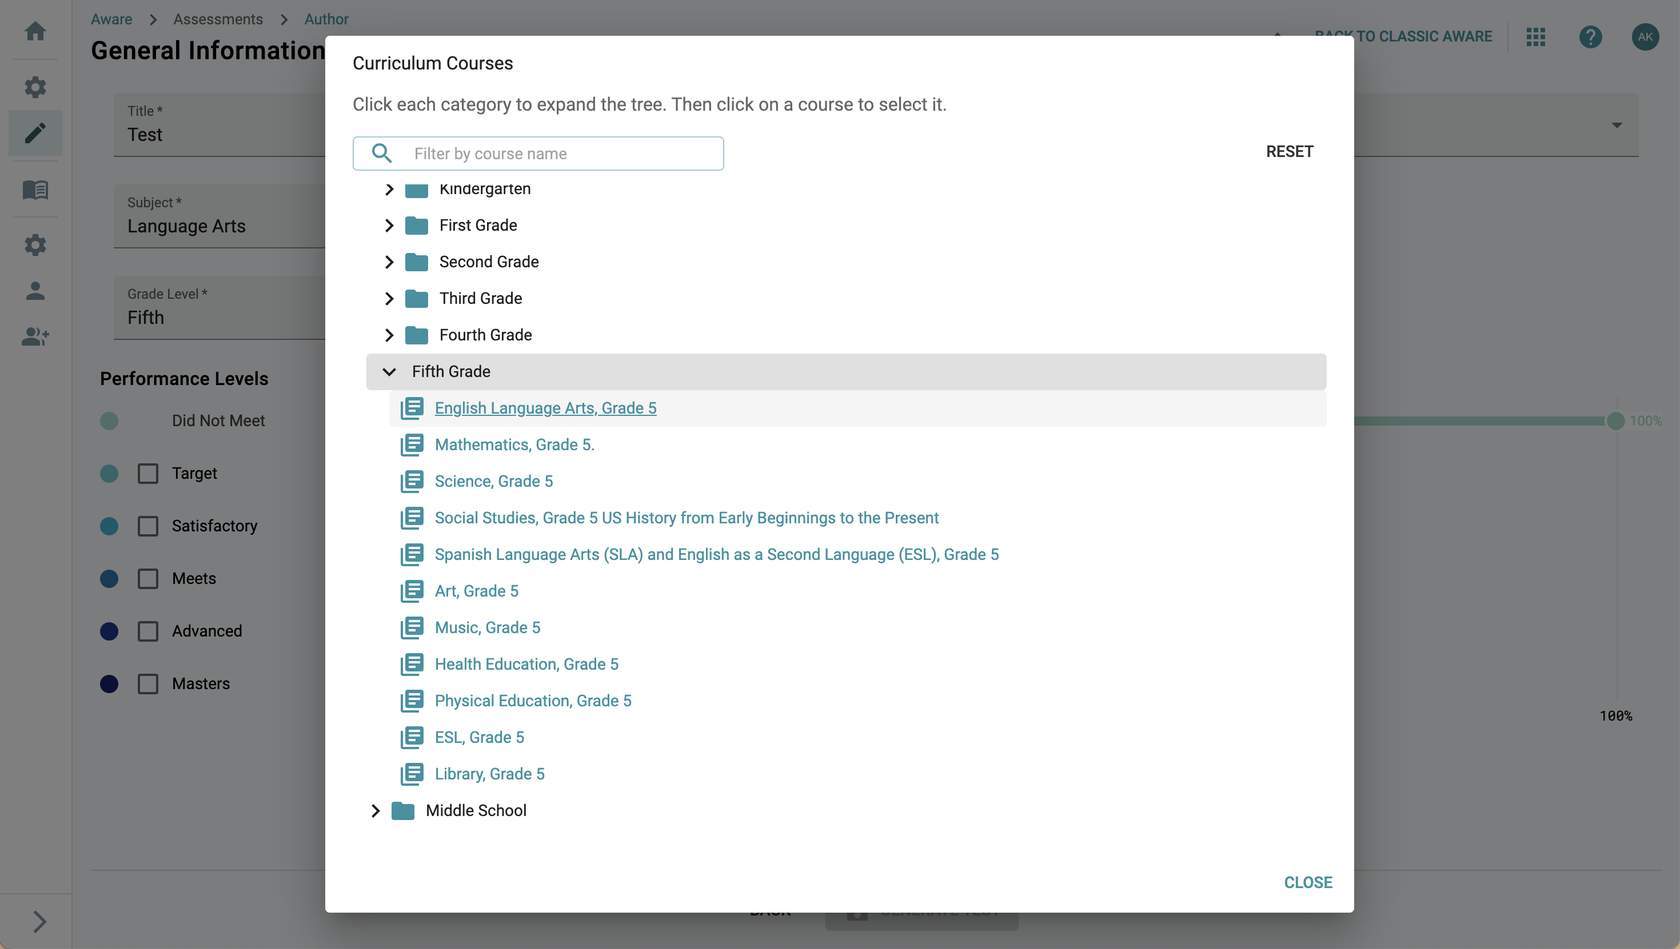 Aware > Assessments > Author
General Information
BACK TO CLASSIC AWARE
AK
Title *
Test
Subject *
Language Arts
Grade Level *
Fifth
Performance Levels
Did Not Meet
Target
Satisfactory
Meets
Advanced
Masters
100%
100%
Curriculum Courses
Click each category to expand the tree. Then click on a course to select it.
Filter by course name
RESET
Kindergarten
First Grade
Second Grade
Third Grade
Fourth Grade
Fifth Grade
English Language Arts, Grade 5
Mathematics, Grade 5.
Science, Grade 5
Social Studies, Grade 5 US History from Early Beginnings to the Present
Spanish Language Arts (SLA) and English as a Second Language (ESL), Grade 5
Art, Grade 5
Music, Grade 5
Health Education, Grade 5
Physical Education, Grade 5
ESL, Grade 5
Library, Grade 5
Middle School
CLOSE
BACK